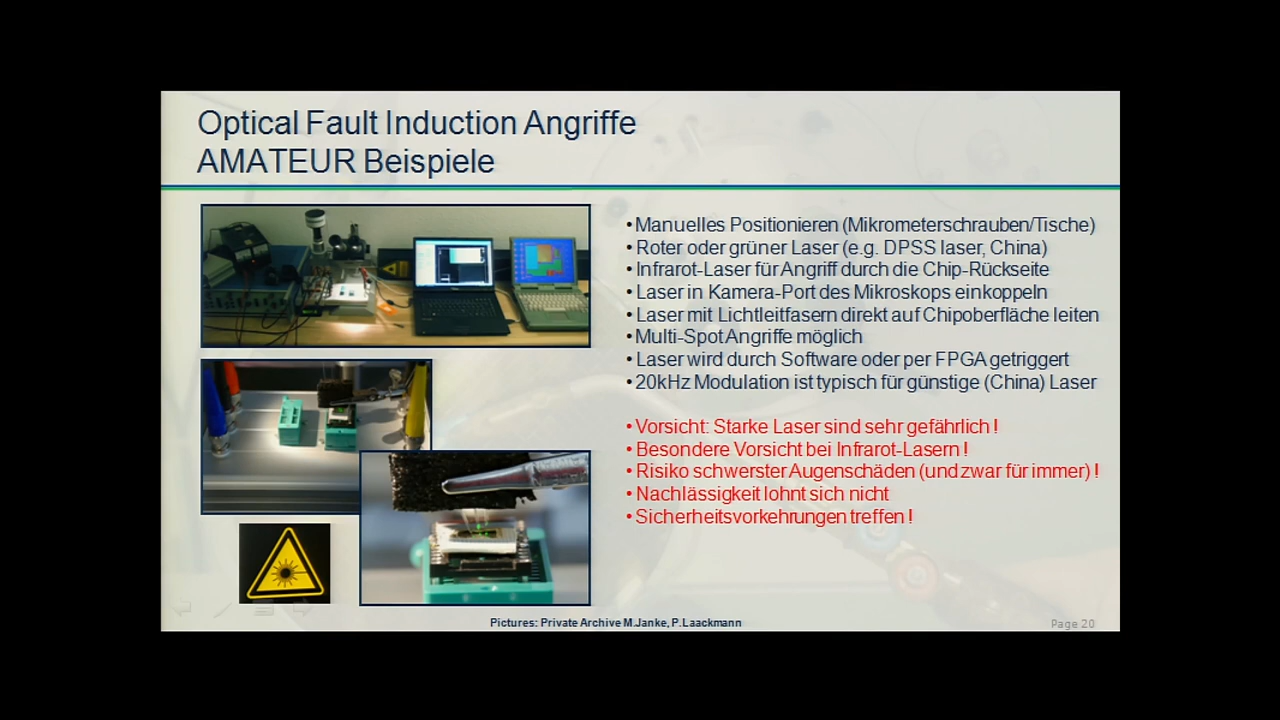 Optical Fault Induction Angriffe
AMATEUR Beispiele
• Manuelles Positionieren (Mikrometerschrauben/Tische)
• Roter oder grüner Laser (e.g. DPSS laser, China)
• Infrarot-Laser für Angriff durch die Chip-Rückseite
• Laser in Kamera-Port des Mikroskops einkoppeln
• Laser mit Lichtleitfasern direkt auf Chipoberfläche leiten
• Multi-Spot Angriffe möglich
• Laser wird durch Software oder per FPGA getriggert
• 20kHz Modulation ist typisch für günstige (China) Laser
• Vorsicht: Starke Laser sind sehr gefährlich !
• Besondere Vorsicht bei Infrarot-Lasern !
• Risiko schwerster Augenschäden (und zwar für immer) !
• Nachlässigkeit lohnt sich nicht
• Sicherheitsvorkehrungen treffen !
Pictures: Private Archive M.Janke, P.Laackmann
Page 20